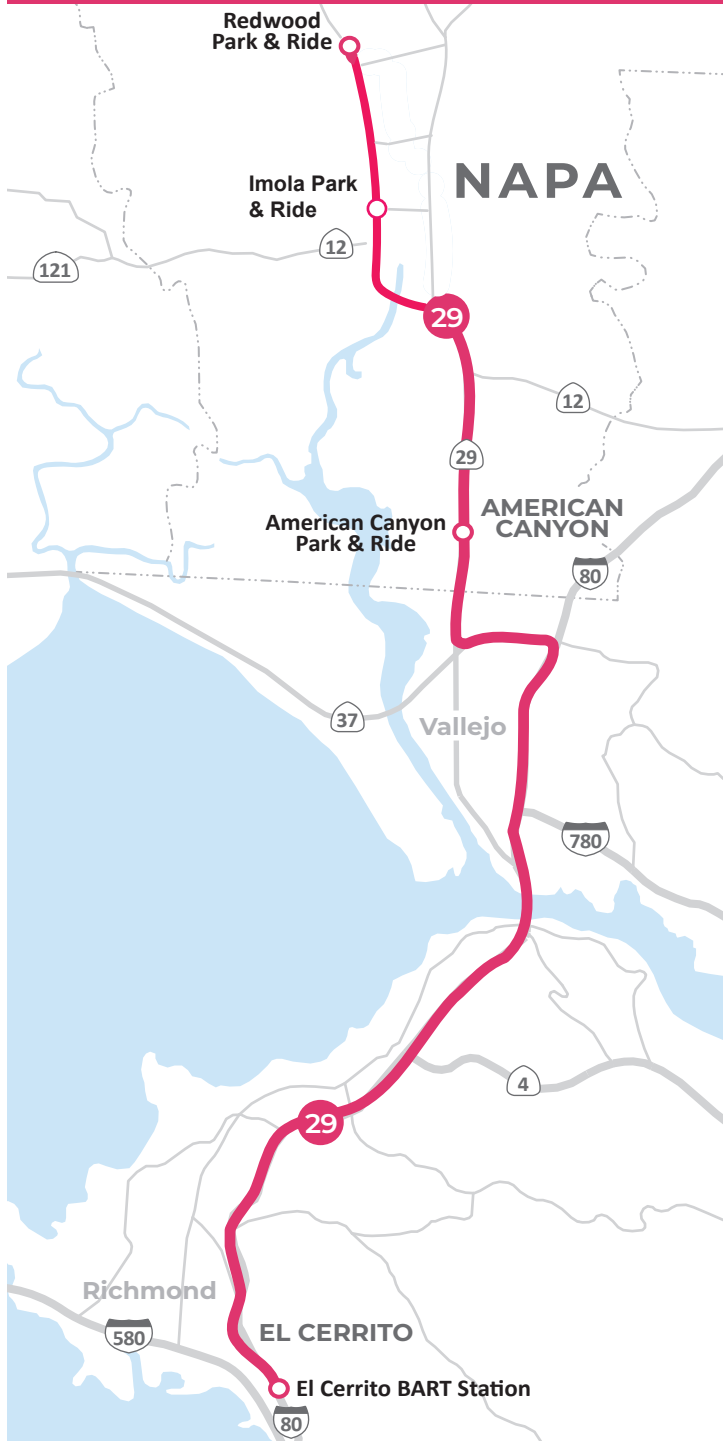 Redwood
Park & Ride
NAPA
Imola Park
& Ride
12
121
29
12
29
AMERICAN
CANYON
American Canyon
Park & Ride
80
37
Vallejo
780
4
29
Richmond
580
EL CERRITO
El Cerrito BART Station
80